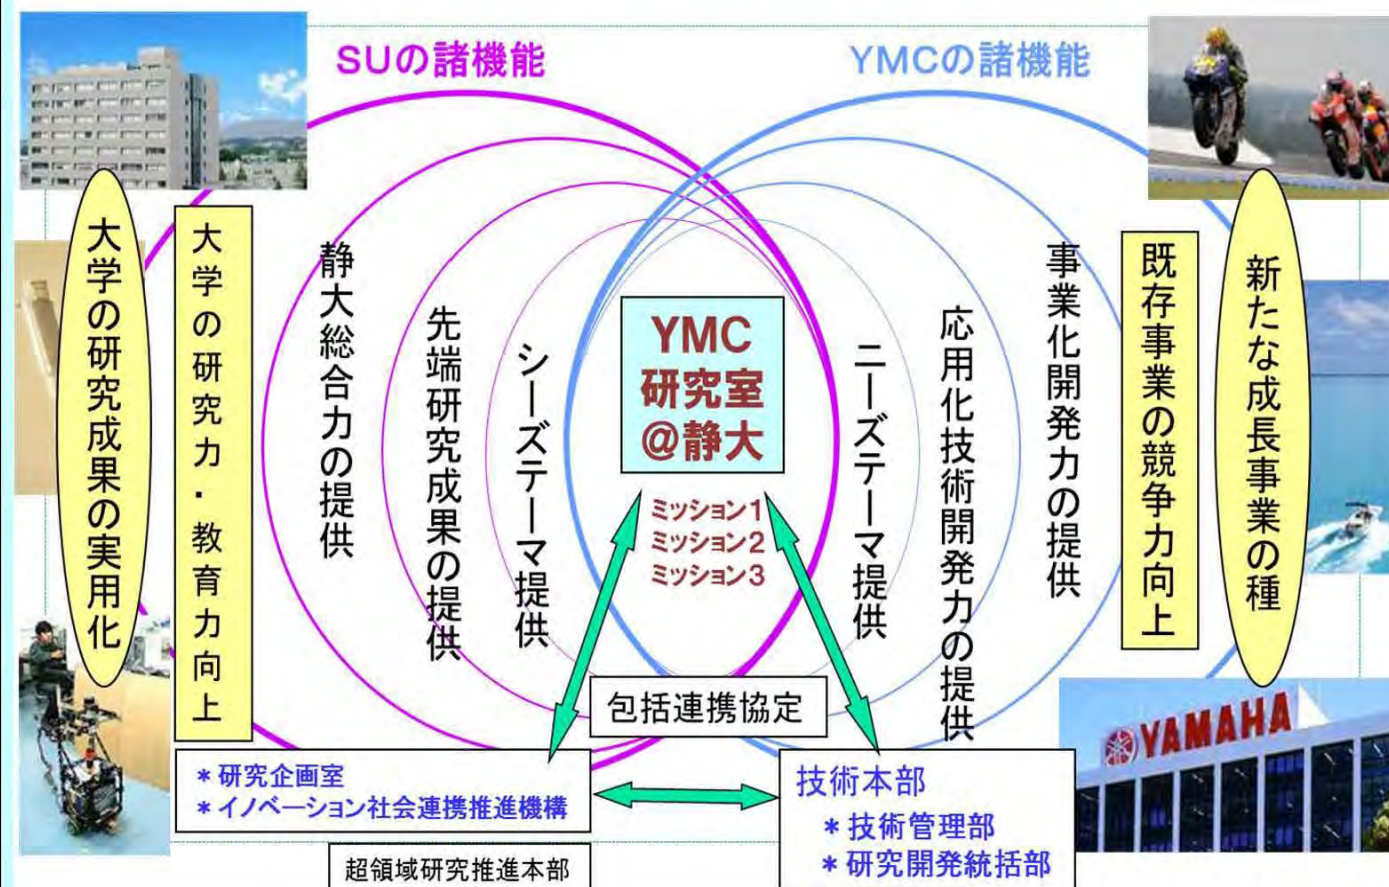 SUの諸機能
YMCの諸機能
大学の研究成果の実用化
大学の研究力・教育力向上
静大総合力の提供
先端研究成果の提供
シーズテーマ提供
YMC
研究室
@静大
ミッション1
ミッション2
ミッション3
ニーズテーマ提供
応用化技術開発力の提供
事業化開発力の提供
既存事業の競争力向上
新たな成長事業の種
包括連携協定
YAMAHA
*研究企画室
*イノベーション社会連携推進機構
技術本部
*技術管理部
*研究開発統括部
超領域研究推進本部